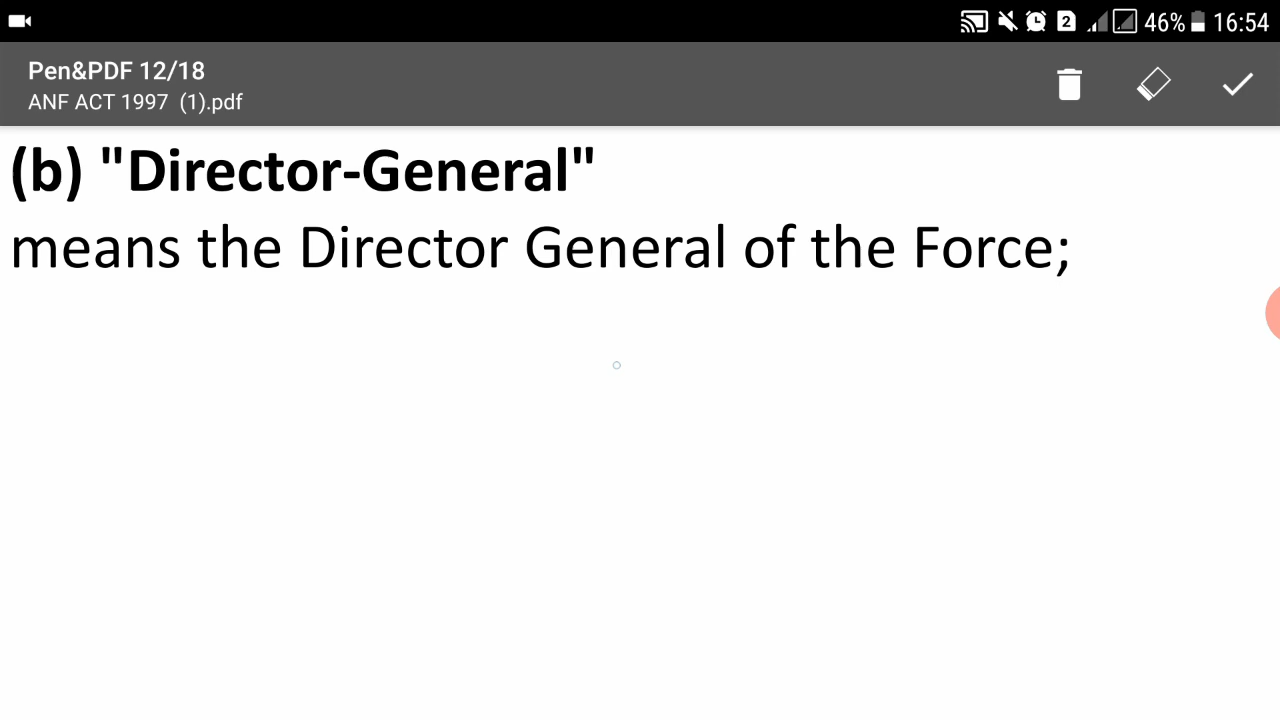 46% 16:54
Pen&PDF 12/18
ANF ACT 1997 (1).pdf
(b) "Director-General"
means the Director General of the Force;